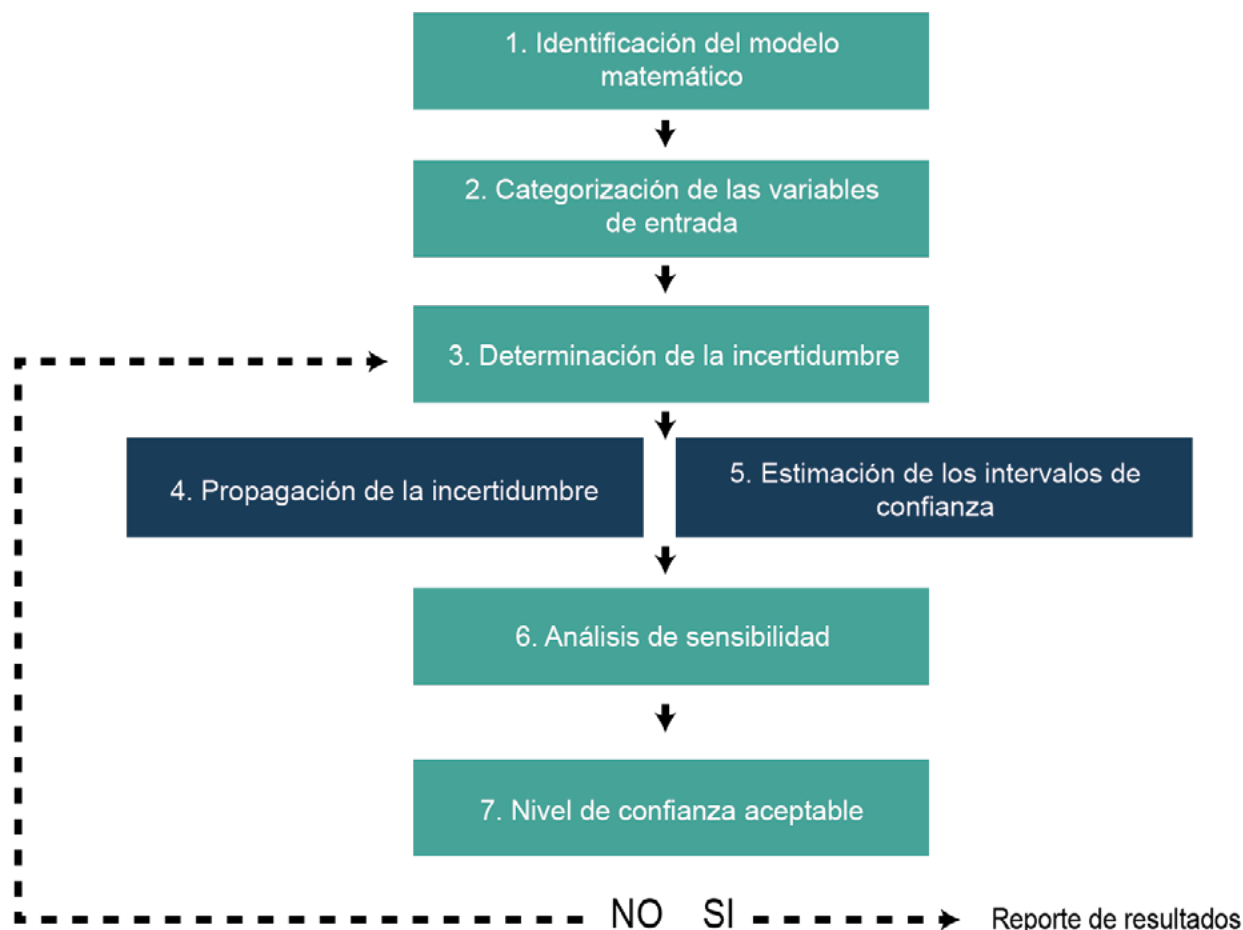 1. Identificación del modelo
matemático
2. Categorización de las variables
de entrada
3. Determinación de la incertidumbre
4. Propagación de la incertidumbre
5. Estimación de los intervalos de
confianza
6. Análisis de sensibilidad
7. Nivel de confianza aceptable
NO SI Reporte de resultados